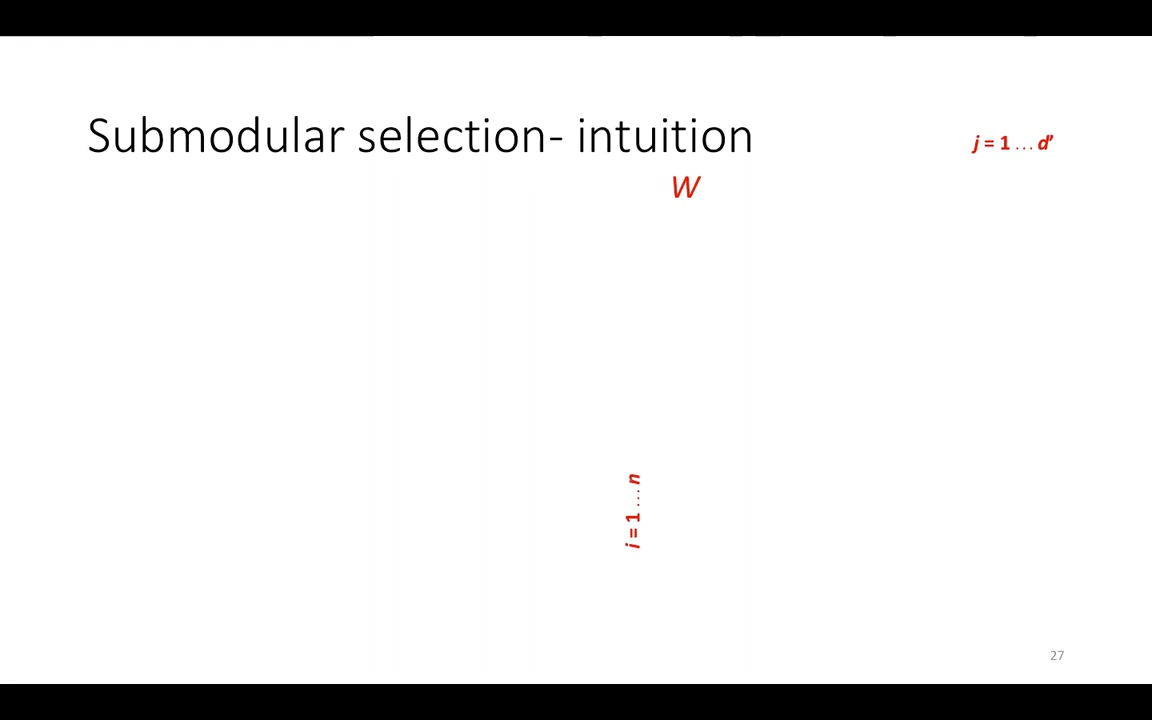 Submodular selection- intuition
j = 1 … d’
W
i = 1 … n
27